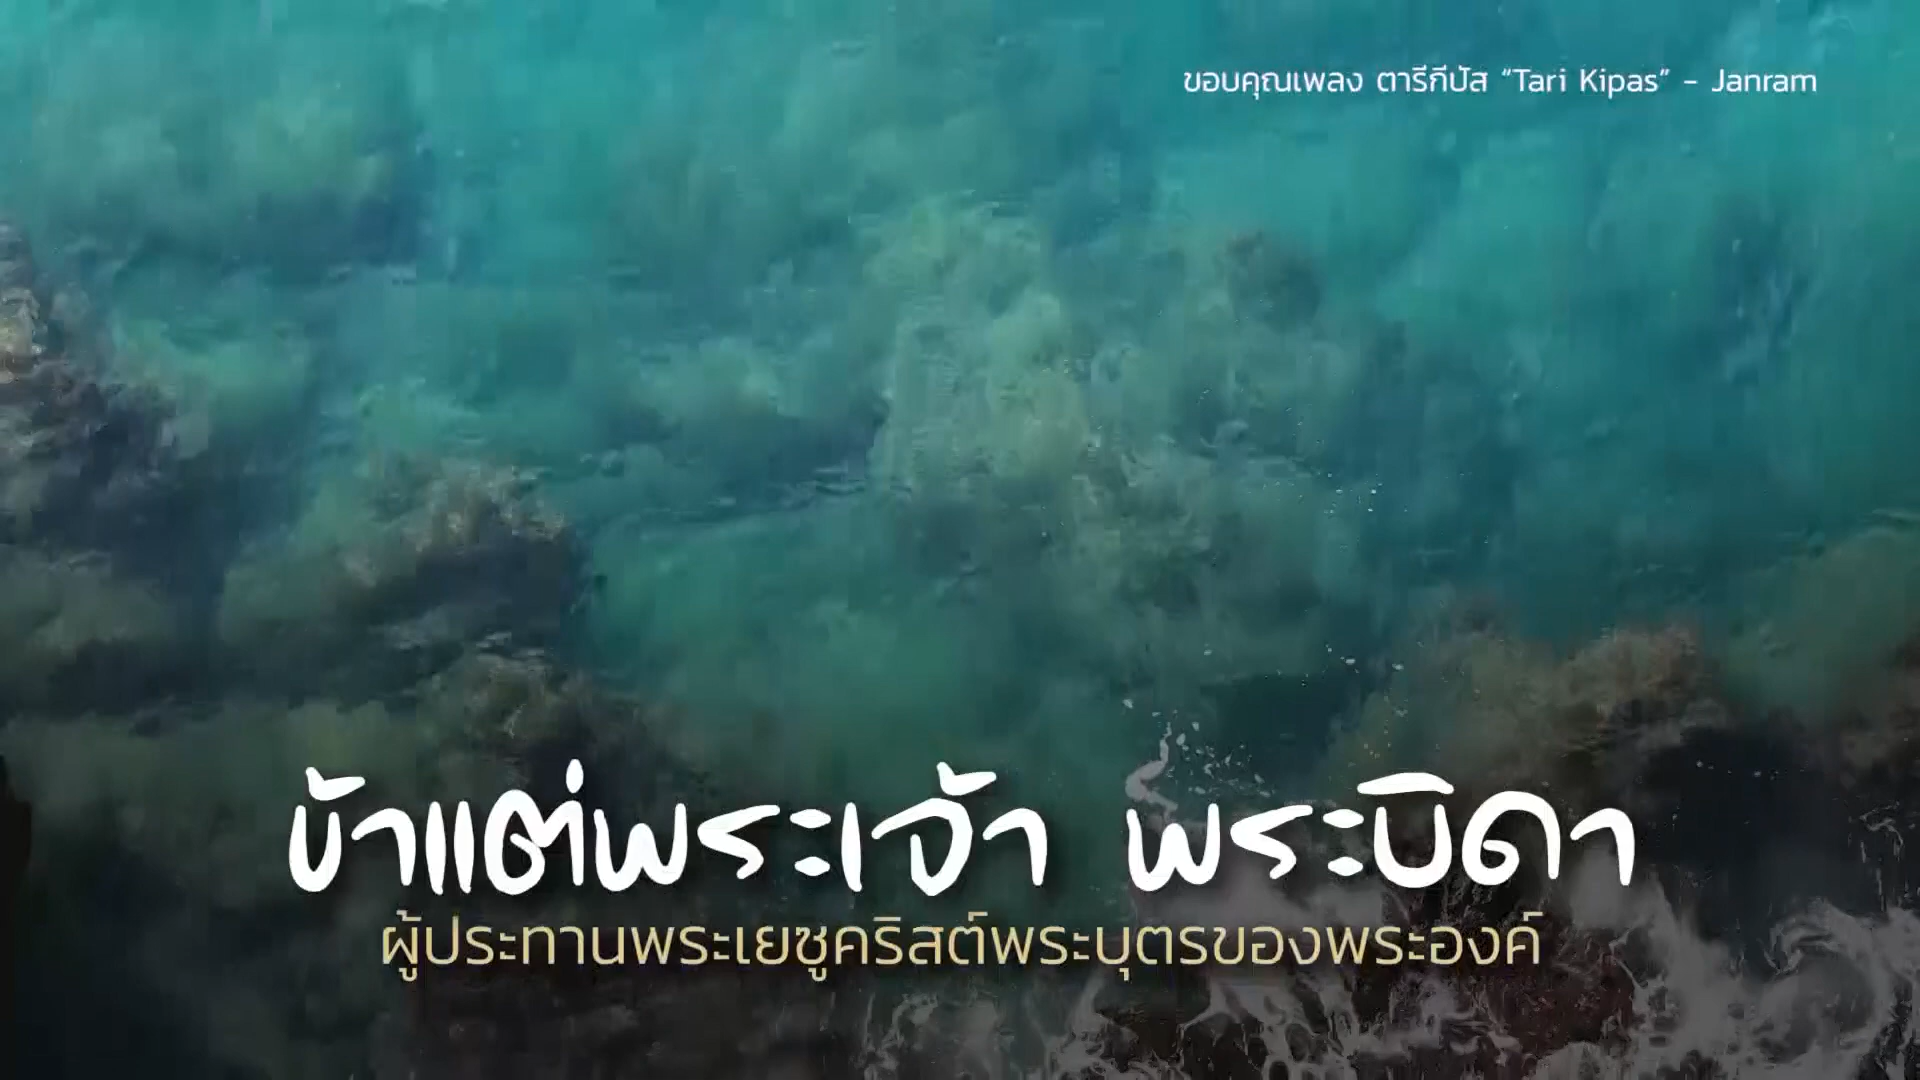 ขอบคุณเพลง ตารีกีปัส “Tari Kipas” - Janram
ข้าแต่พระเจ้า พระบิดา
ผู้ประทานพระเยซูคริสต์พระบุตรของพระองค์